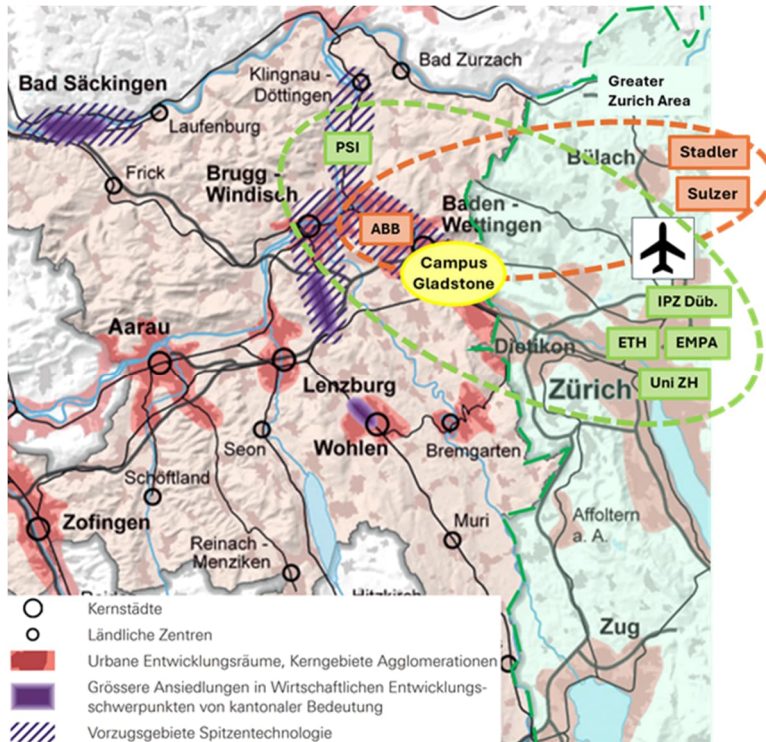 Bad Zurzach
Klingnau -
Döttingen
Bad Säckingen
Greater
Zurich Area
Laufenburg
PSI
Bülach
Stadler
Frick
Brugg -
Windisch
Sulzer
Baden -
Wettingen
ABB
Campus
Gladstone
IPZ Düb.
Aarau
Dietikon
ETH
EMPA
Lenzburg
Zürich
Uni ZH
Wohlen
Seon
Bremgarten
Schöftland
Zofingen
Muri
Affoltern
a. A.
Reinach -
Menziken
Hitzkirch
Zug
Kernstädte
Ländliche Zentren
Urbane Entwicklungsräume, Kerngebiete Agglomerationen
Grössere Ansiedlungen in Wirtschaftlichen Entwicklungs-
schwerpunkten von kantonaler Bedeutung
Vorzugsgebiete Spitzentechnologie